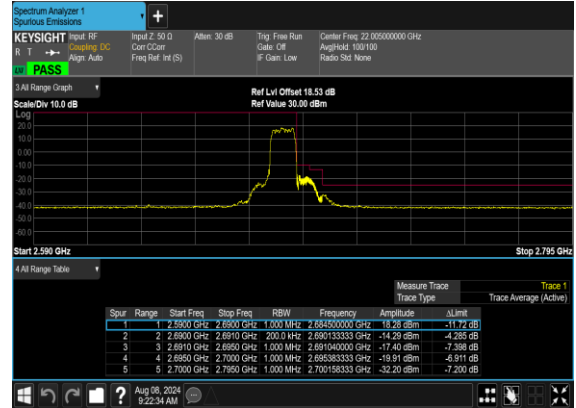 Spectrum Analyzer 1
Spurious Emissions
KEYSIGHT Input: RF Input Z: 50 Ω Atten: 30 dB Trig: Free Run Center Freq: 22.005000000 GHz
R T Coupling: DC Corr CCorr Gate: Off Avg|Hold: 100/100
Align: Auto Freq Ref: Int (S) IF Gain: Low Radio Std: None
PASS
3 All Range Graph
Ref Lvl Offset 18.53 dB
Scale/Div 10.0 dB Ref Value 30.00 dBm
Log
20.0
10.0
0.00
-10.0
-20.0
-30.0
-40.0
-50.0
-60.0
Start 2.590 GHz Stop 2.795 GHz
4 All Range Table
Measure Trace Trace 1
Trace Type Trace Average (Active)
Spur Range Start Freq Stop Freq RBW Frequency Amplitude ΔLimit
1 1 2.5900 GHz 2.6900 GHz 1.000 MHz 2.684500000 GHz 18.28 dBm -11.72 dB
2 2 2.6900 GHz 2.6910 GHz 200.0 kHz 2.690133333 GHz -14.29 dBm -4.285 dB
3 3 2.6910 GHz 2.6950 GHz 1.000 MHz 2.691040000 GHz -17.40 dBm -7.398 dB
4 4 2.6950 GHz 2.7000 GHz 1.000 MHz 2.695383333 GHz -19.91 dBm -6.911 dB
5 5 2.7000 GHz 2.7950 GHz 1.000 MHz 2.700158333 GHz -32.20 dBm -7.200 dB
? Aug 08, 2024
9:22:34 AM